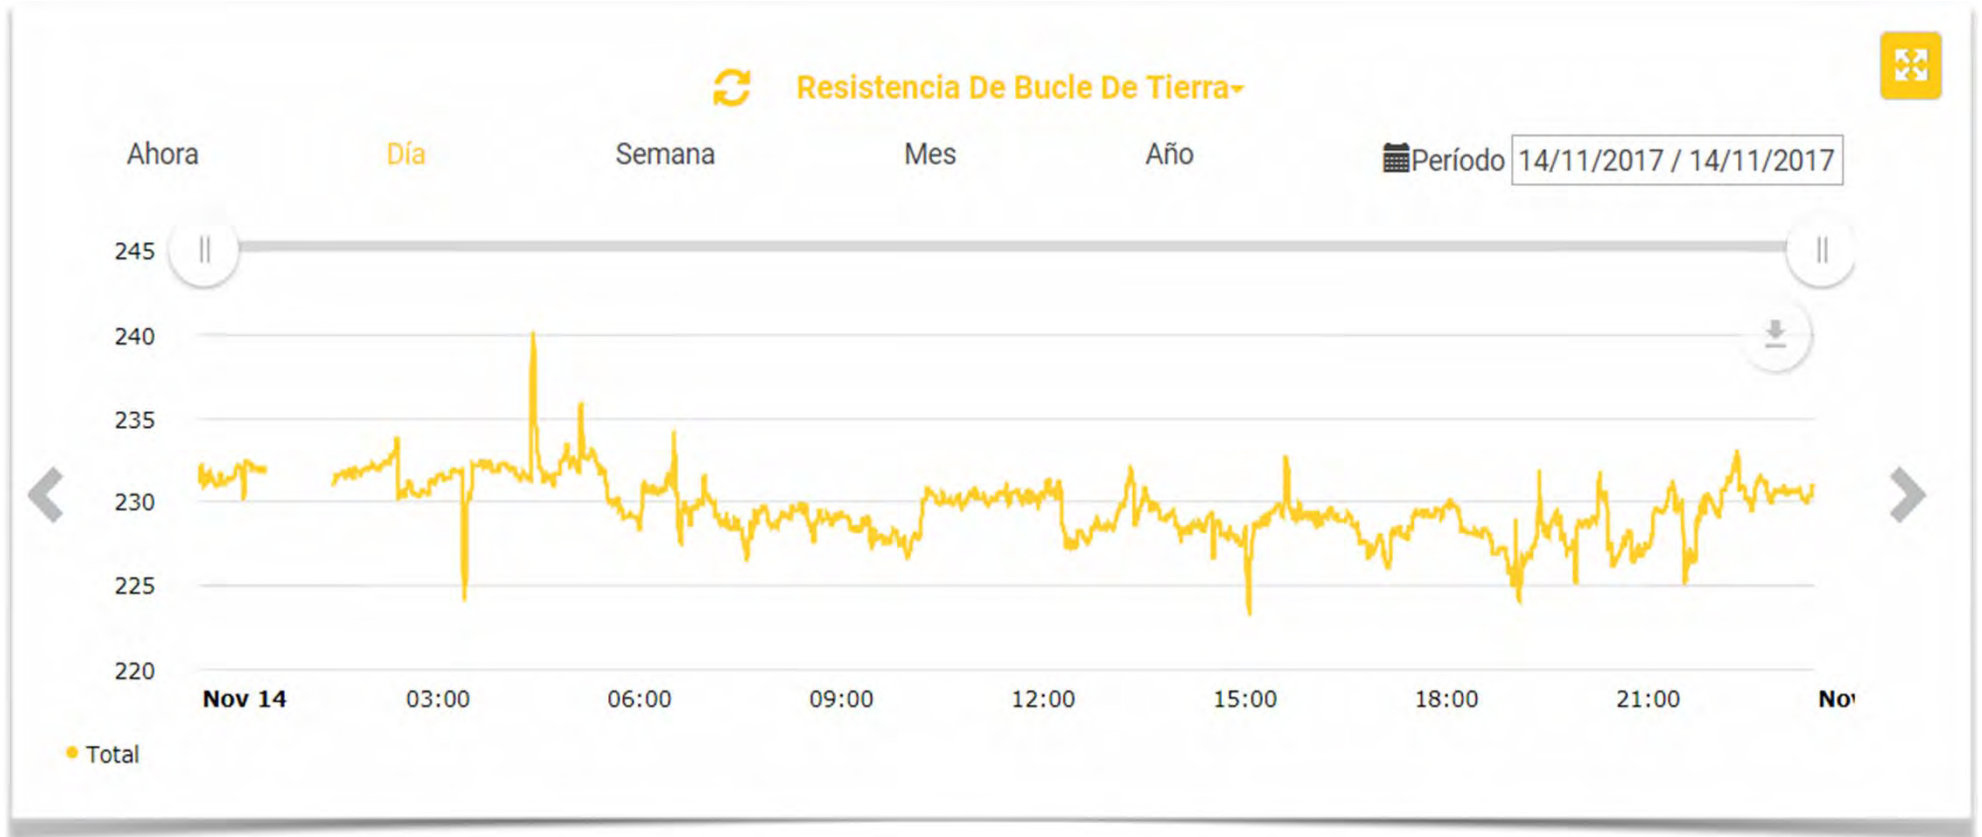 Resistencia De Bucle De Tierra
Ahora
Día
Semana
Mes
Año
Período 14/11/2017 / 14/11/2017
245
240
235
230
225
220
Nov 14 03:00 06:00 09:00 12:00 15:00 18:00 21:00 Nov
Total